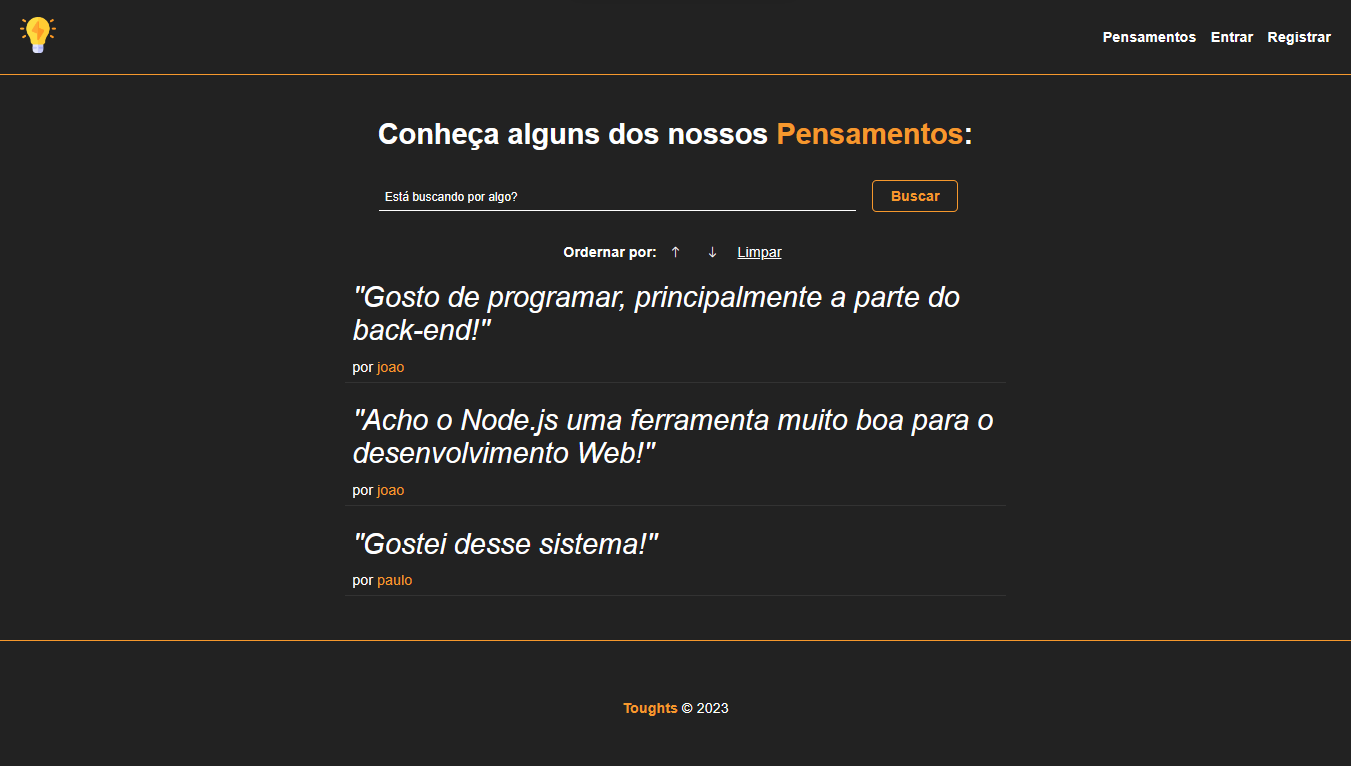 Pensamentos Entrar Registrar
Conheça alguns dos nossos Pensamentos:
Está buscando por algo? Buscar
Ordernar por: ↑ ↓ Limpar
"Gosto de programar, principalmente a parte do
back-end!"
por joao
"Acho o Node.js uma ferramenta muito boa para o
desenvolvimento Web!"
por joao
"Gostei desse sistema!"
por paulo
Toughts © 2023